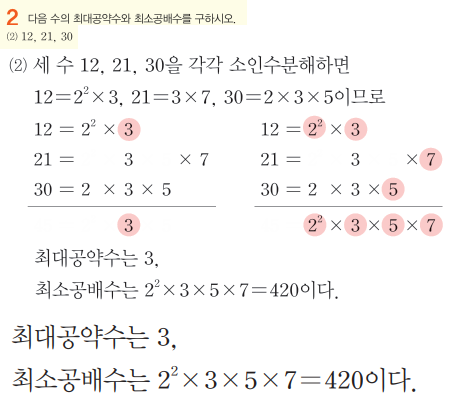 2 다음 수의 최대공약수와 최소공배수를 구하시오.
(2) 12, 21, 30
(2) 세 수 12, 21, 30을 각각 소인수분해하면
12=2²×3, 21=3×7, 30=2×3×5이므로
12 = 2² × 3
21 = 3 × 7
30 = 2 × 3 × 5
3
12 = 2² × 3
21 = 3 × 7
30 = 2 × 3 × 5
2² × 3 × 5 × 7
최대공약수는 3,
최소공배수는 2²×3×5×7=420이다.
최대공약수는 3,
최소공배수는 2²×3×5×7=420이다.